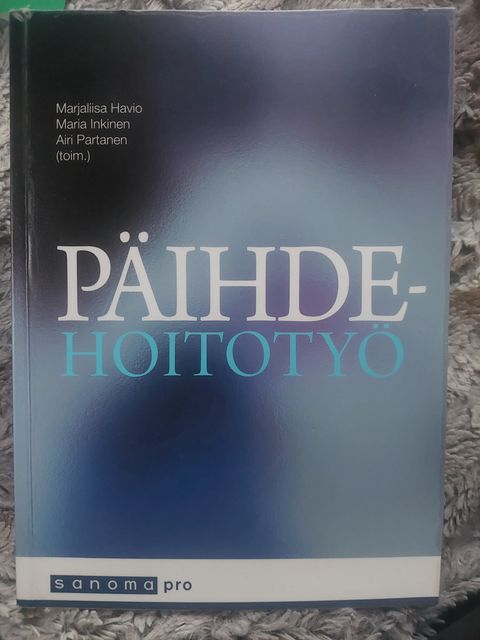 Marjaliisa Havio
Maria Inkinen
Airi Partanen
(toim.)
PÄIHDE-
HOITOTYÖ
sanoma pro